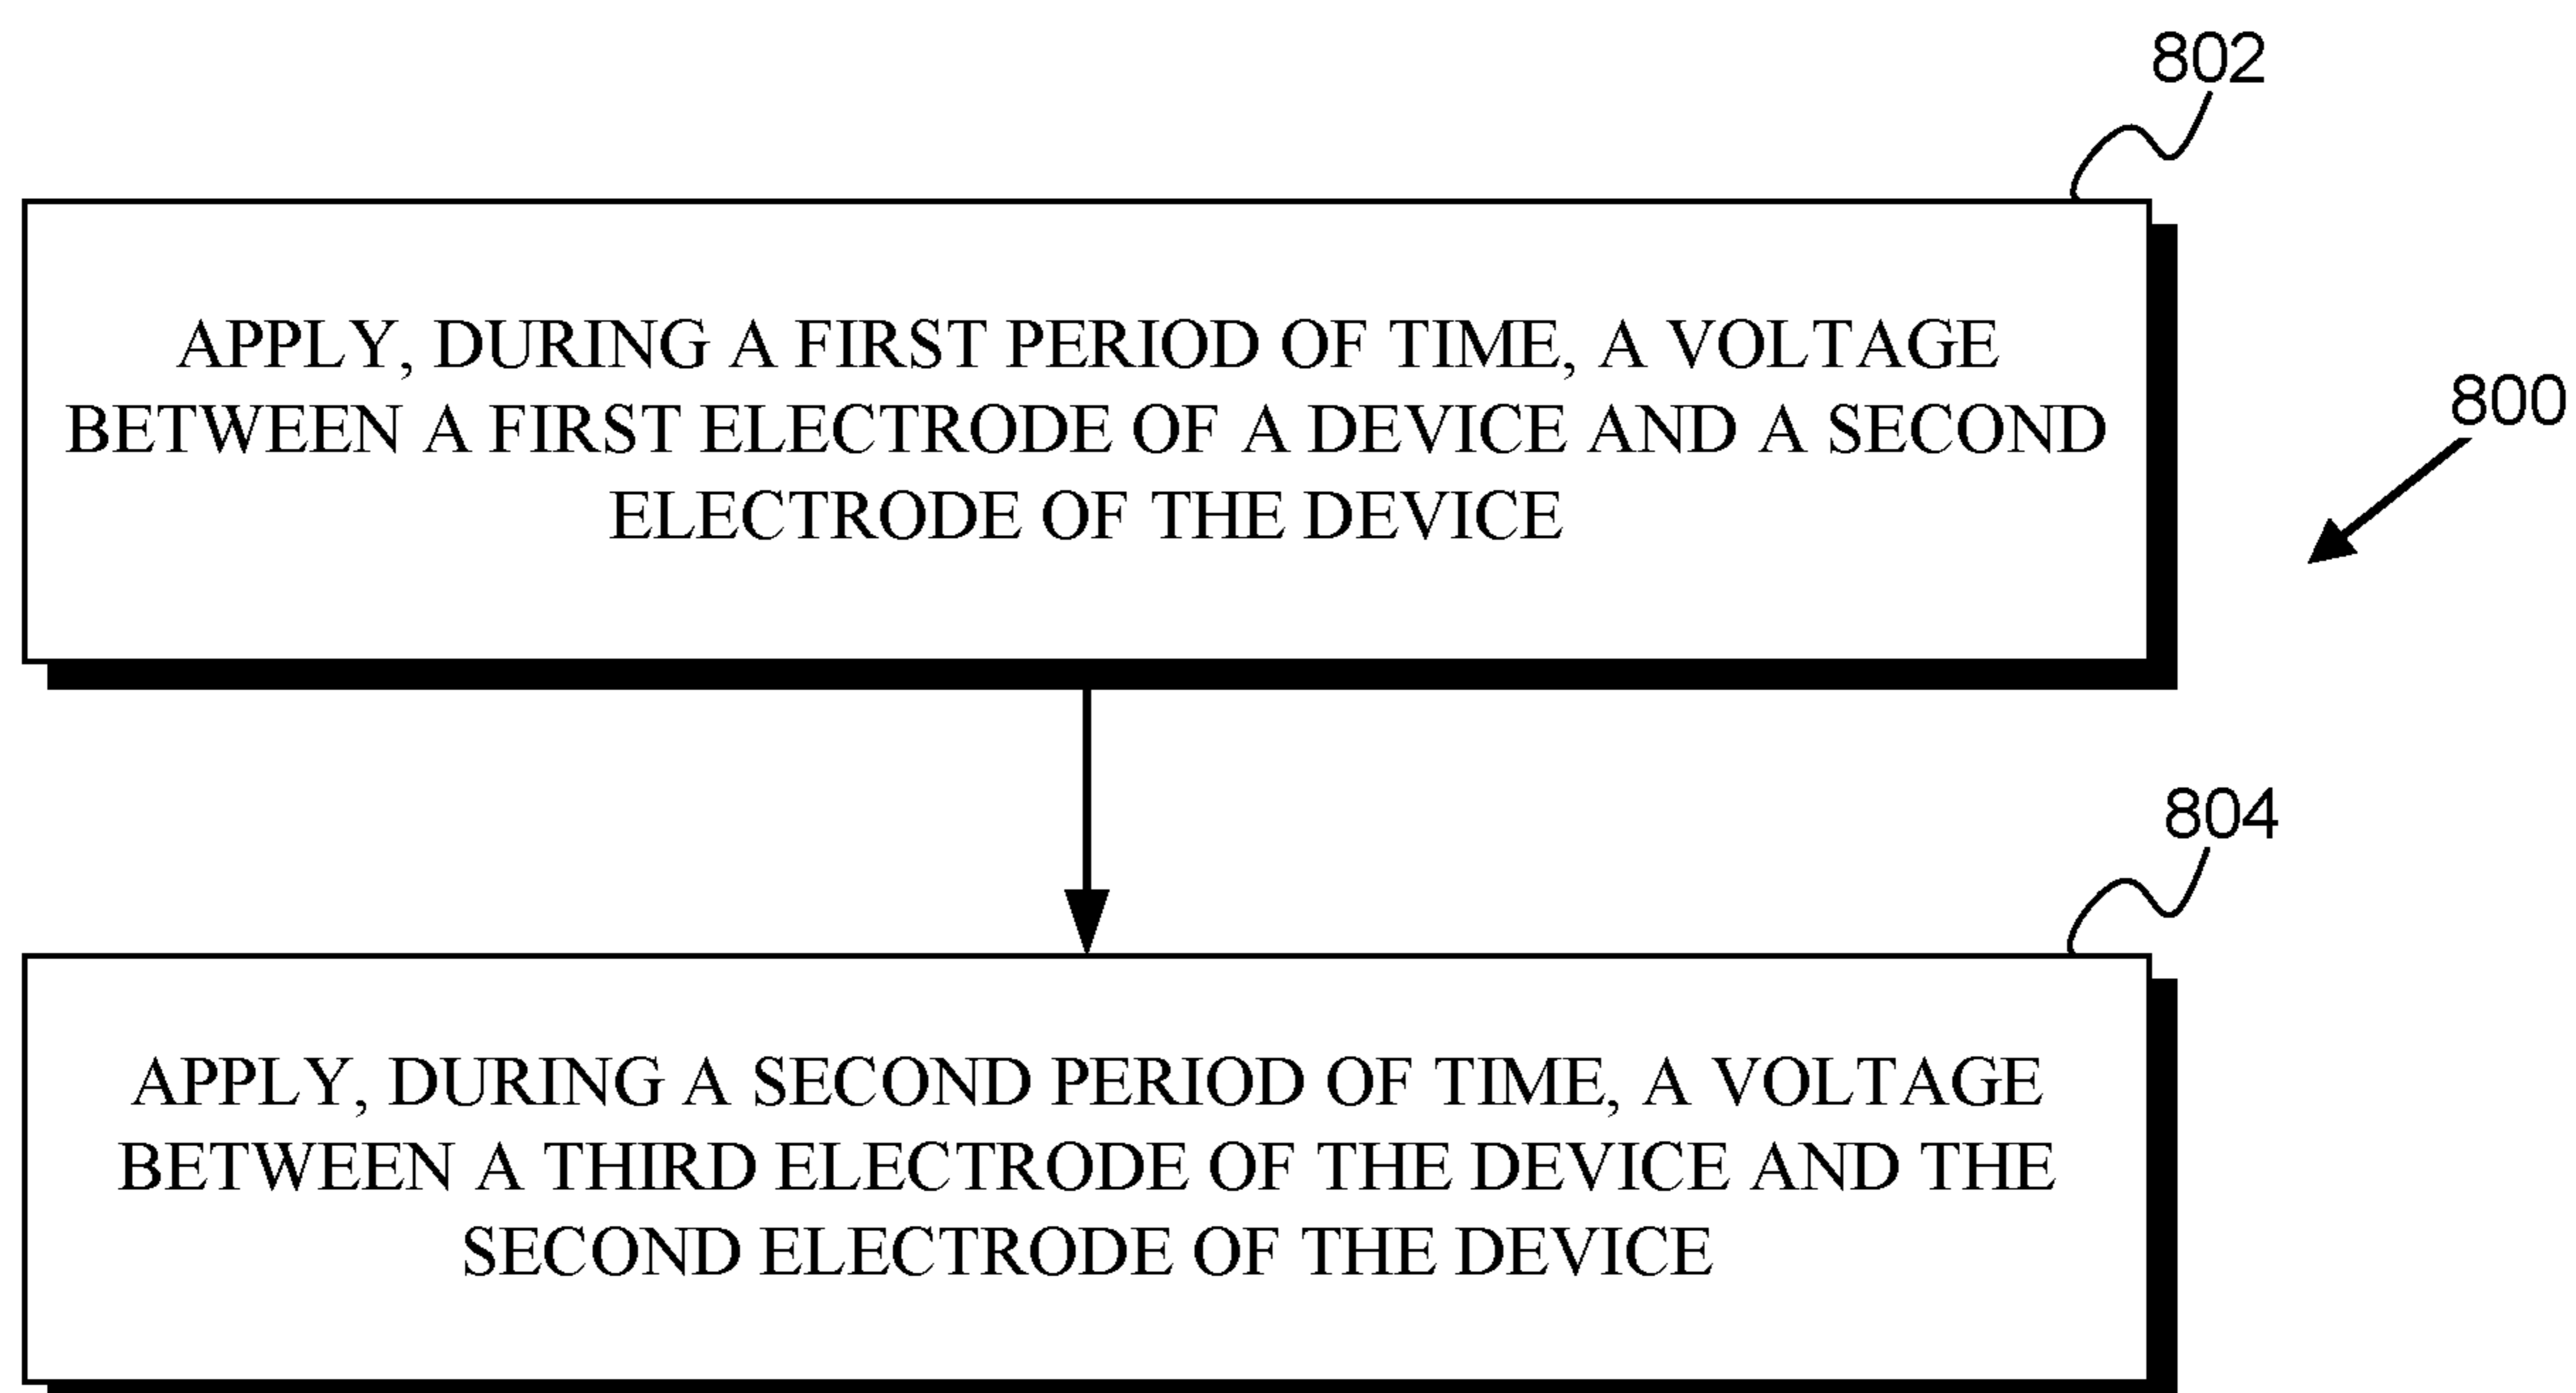 802
APPLY, DURING A FIRST PERIOD OF TIME, A VOLTAGE
BETWEEN A FIRST ELECTRODE OF A DEVICE AND A SECOND
ELECTRODE OF THE DEVICE
800
804
APPLY, DURING A SECOND PERIOD OF TIME, A VOLTAGE
BETWEEN A THIRD ELECTRODE OF THE DEVICE AND THE
SECOND ELECTRODE OF THE DEVICE